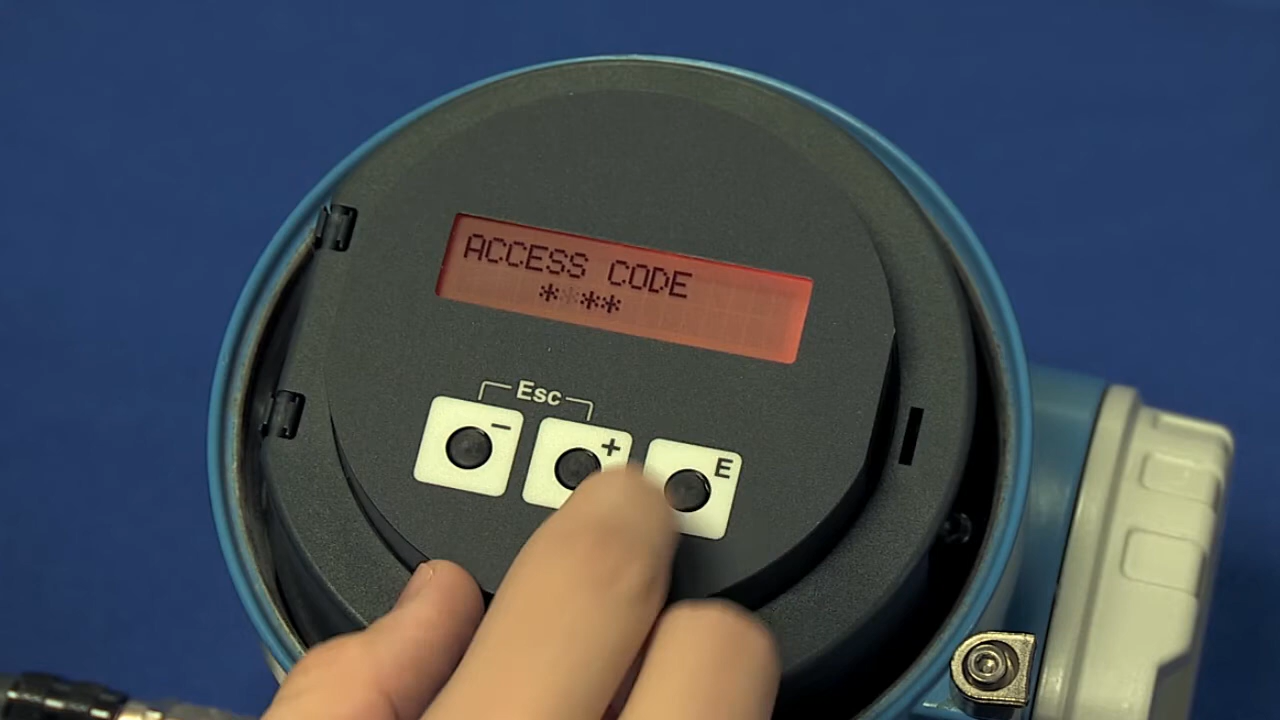 ACCESS CODE
****
Esc
-
+
E